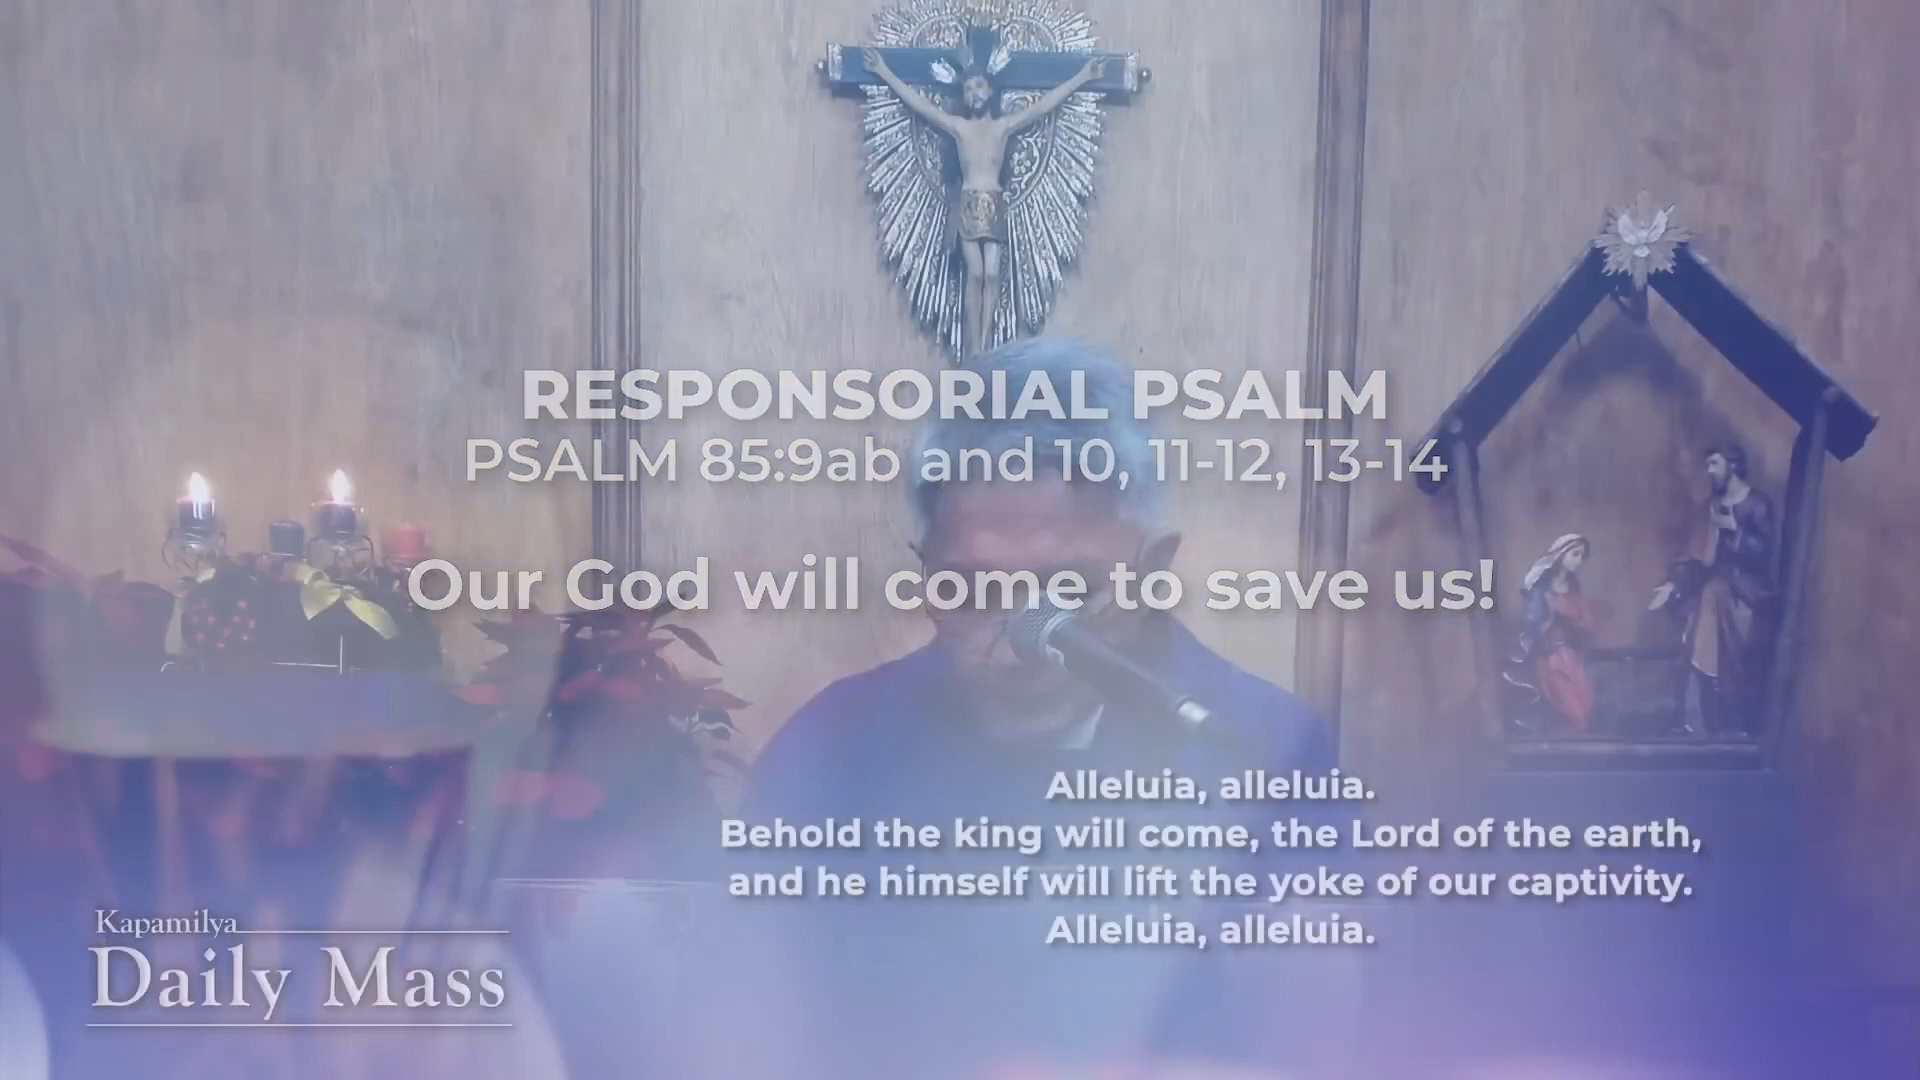 RESPONSORIAL PSALM
PSALM 85:9ab and 10, 11-12, 13-14
Our God will come to save us!
Alleluia, alleluia.
Behold the king will come, the Lord of the earth,
and he himself will lift the yoke of our captivity.
Alleluia, alleluia.
Kapamilya
Daily Mass